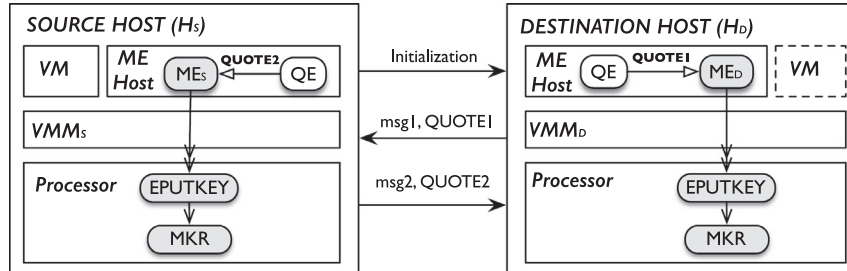 SOURCE HOST (HS)
VM
ME
Host
MES
QUOTE2
QE
VMMS
Processor
EPUTKEY
MKR
Initialization
msg1, QUOTE1
msg2, QUOTE2
DESTINATION HOST (HD)
ME
Host
QE
QUOTE1
MED
VM
VMMD
Processor
EPUTKEY
MKR